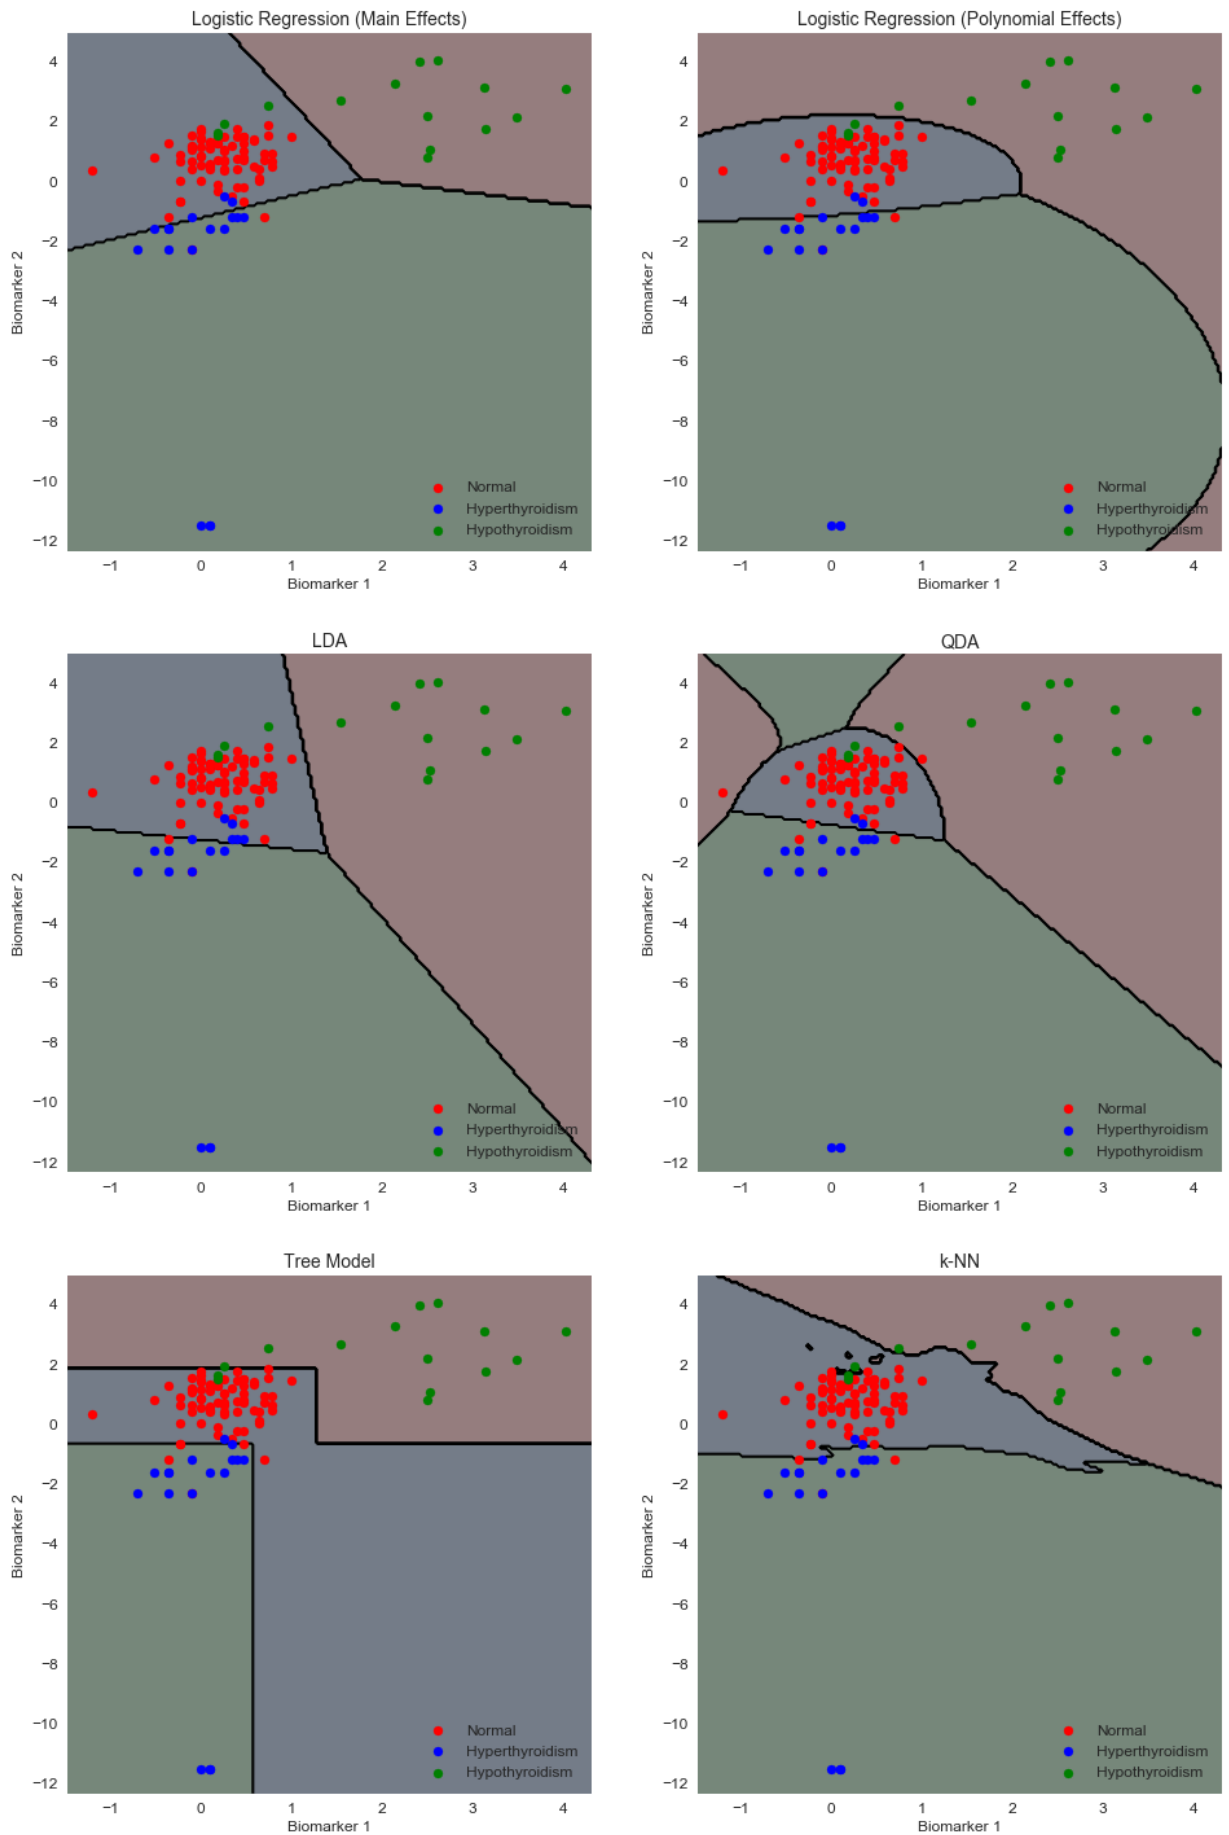 Logistic Regression (Main Effects)
4
2
0
−2
−4
−6
−8
−10
−12
Biomarker 2
Normal
Hyperthyroidism
Hypothyroidism
−1 0 1 2 3 4
Biomarker 1
Logistic Regression (Polynomial Effects)
4
2
0
−2
−4
−6
−8
−10
−12
Biomarker 2
Normal
Hyperthyroidism
Hypothyroidism
−1 0 1 2 3 4
Biomarker 1
LDA
4
2
0
−2
−4
−6
−8
−10
−12
Biomarker 2
Normal
Hyperthyroidism
Hypothyroidism
−1 0 1 2 3 4
Biomarker 1
QDA
4
2
0
−2
−4
−6
−8
−10
−12
Biomarker 2
Normal
Hyperthyroidism
Hypothyroidism
−1 0 1 2 3 4
Biomarker 1
Tree Model
4
2
0
−2
−4
−6
−8
−10
−12
Biomarker 2
Normal
Hyperthyroidism
Hypothyroidism
−1 0 1 2 3 4
Biomarker 1
k-NN
4
2
0
−2
−4
−6
−8
−10
−12
Biomarker 2
Normal
Hyperthyroidism
Hypothyroidism
−1 0 1 2 3 4
Biomarker 1